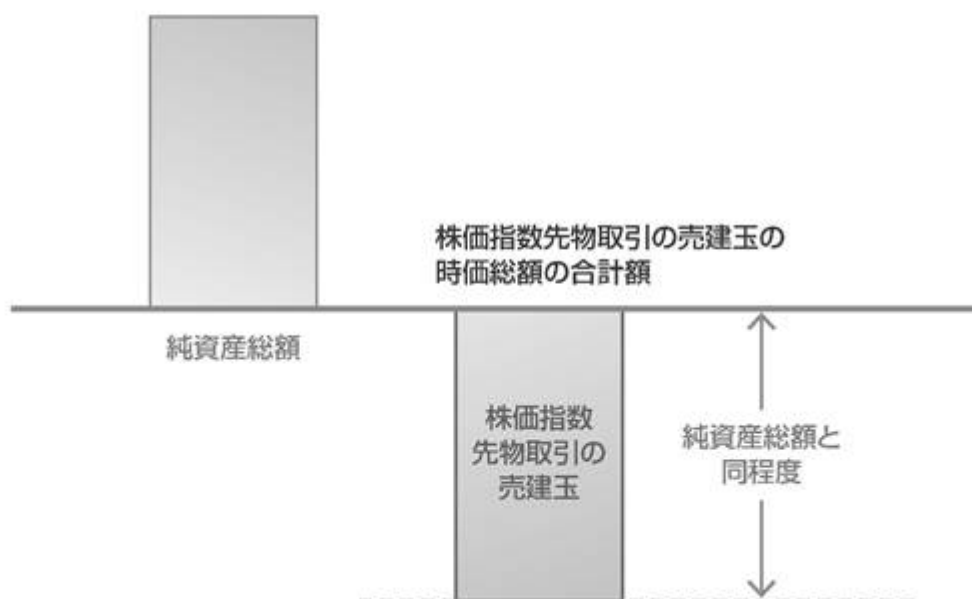 株価指数先物取引の売建玉の
時価総額の合計額
純資産総額
株価指数
先物取引の
売建玉
純資産総額と
同程度